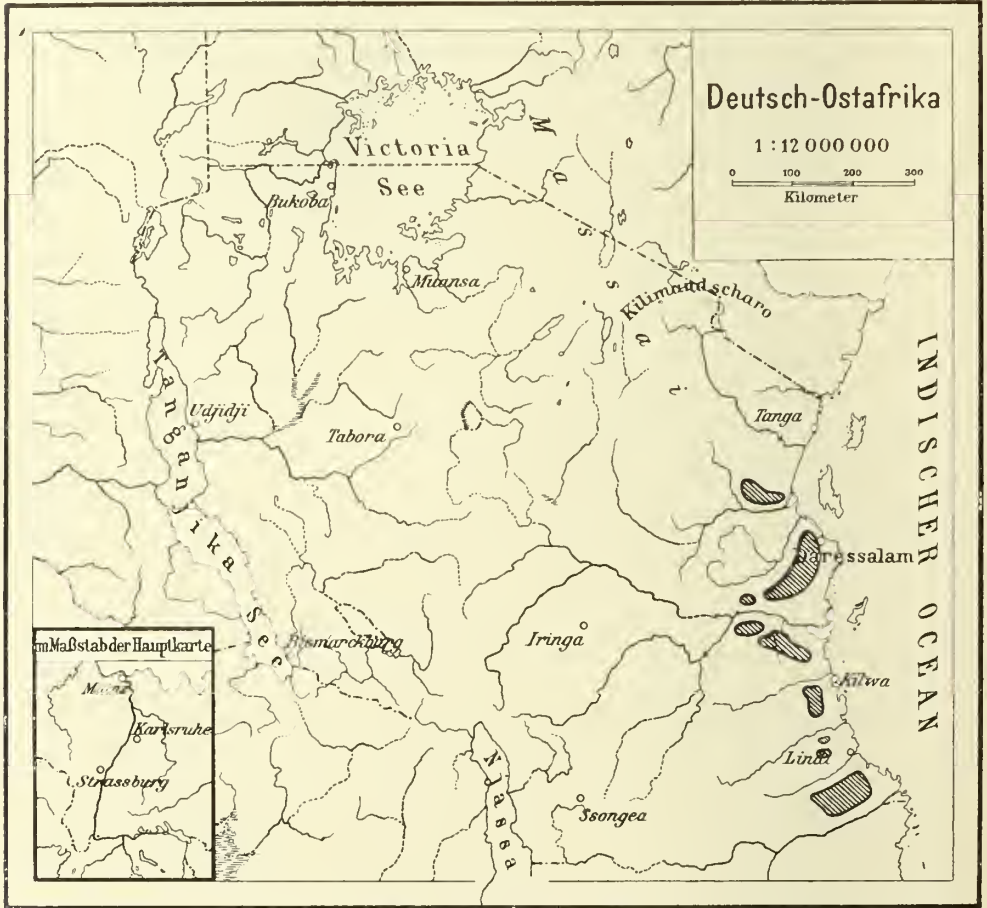 Deutsch-Ostafrika
1 : 12 000 000
0 100 200 300
Kilometer
Victoria
See
Massai
Bukoba
Muansa
Kilimandscharo
INDISCHER OCEAN
Tanganjika See
Udjidji
Tabora
Tanga
Daressalam
Bismarckburg
Iringa
Kilwa
Lindi
Njassa
Ssongea
im Maßstab der Hauptkarte
Karlsruhe
Strassburg